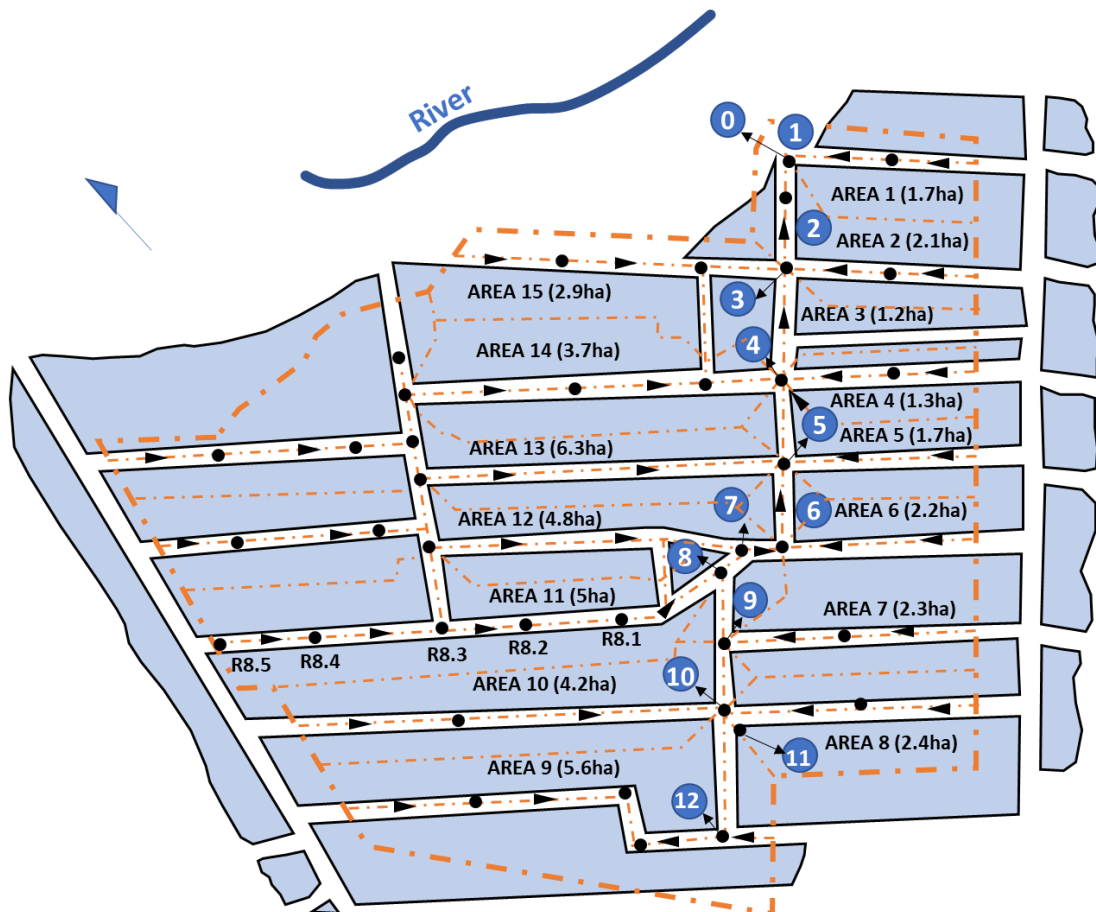 River
0
1
AREA 1 (1.7ha)
2
AREA 2 (2.1ha)
3
AREA 15 (2.9ha)
AREA 3 (1.2ha)
4
AREA 14 (3.7ha)
AREA 4 (1.3ha)
5
AREA 5 (1.7ha)
AREA 13 (6.3ha)
7
6
AREA 6 (2.2ha)
AREA 12 (4.8ha)
8
AREA 11 (5ha)
9
AREA 7 (2.3ha)
R8.5
R8.4
R8.3
R8.2
R8.1
10
AREA 10 (4.2ha)
AREA 8 (2.4ha)
11
AREA 9 (5.6ha)
12